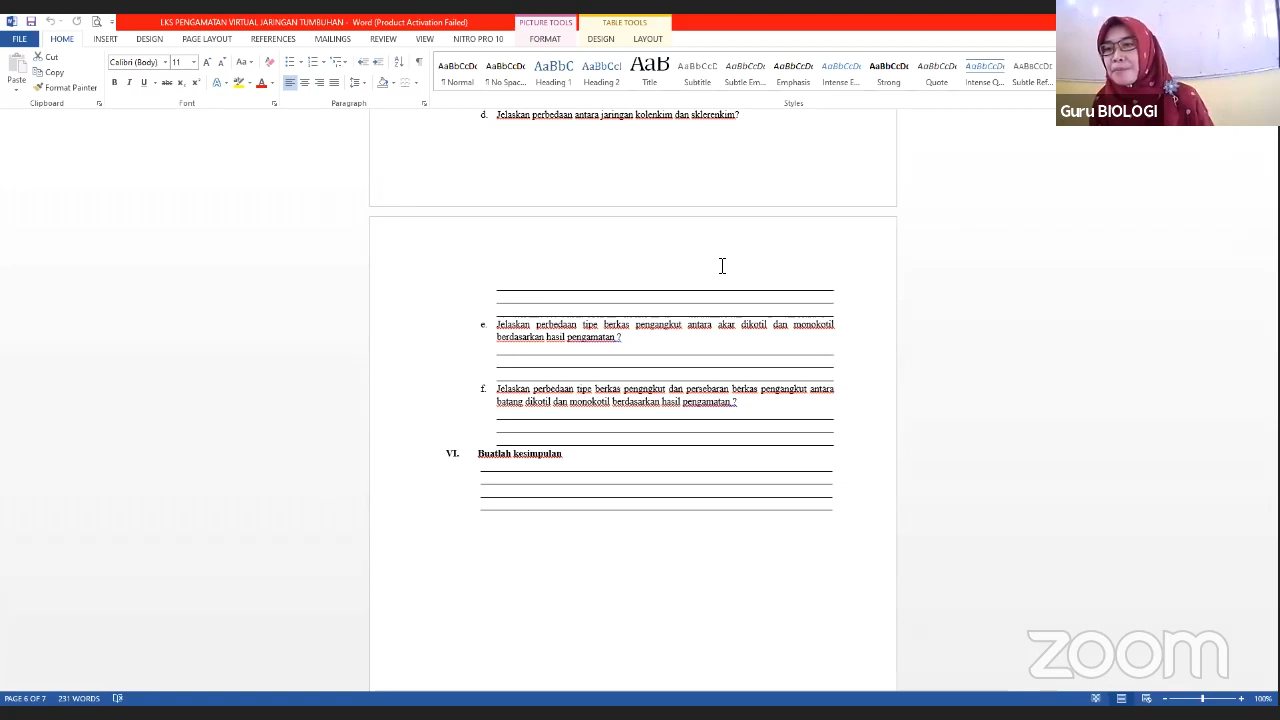 LKS PENGAMATAN VIRTUAL JARINGAN TUMBUHAN - Word (Product Activation Failed)
PICTURE TOOLS
TABLE TOOLS
FILE HOME INSERT DESIGN PAGE LAYOUT REFERENCES MAILINGS REVIEW VIEW NITRO PRO 10 FORMAT DESIGN LAYOUT
Paste
Cut
Copy
Format Painter
Calibri (Body) 11
AaBbCcDc AaBbCcDc AaBbC AaBbCcl AaBl AaBbCcD AaBbCcDc AaBbCcDc AaBbCcDc AaBbCcDc AaBbCcDc AaBbCcDc AaBbCcDc
¶ Normal ¶ No Spac... Heading 1 Heading 2 Title Subtitle Subtle Em... Emphasis Intense E... Strong Quote Intense Q... Subtle Ref...
Clipboard Font Paragraph Styles
Guru BIOLOGI
d. Jelaskan perbedaan antara jaringan kolenkim dan sklerenkim?
e. Jelaskan perbedaan tipe berkas pengangkut antara akar dikotil dan monokotil
berdasarkan hasil pengamatan ?
f. Jelaskan perbedaan tipe berkas pengngkut dan persebaran berkas pengangkut antara
batang dikotil dan monokotil berdasarkan hasil pengamatan ?
VI. Buatlah kesimpulan
zoom
PAGE 6 OF 7 231 WORDS
100%